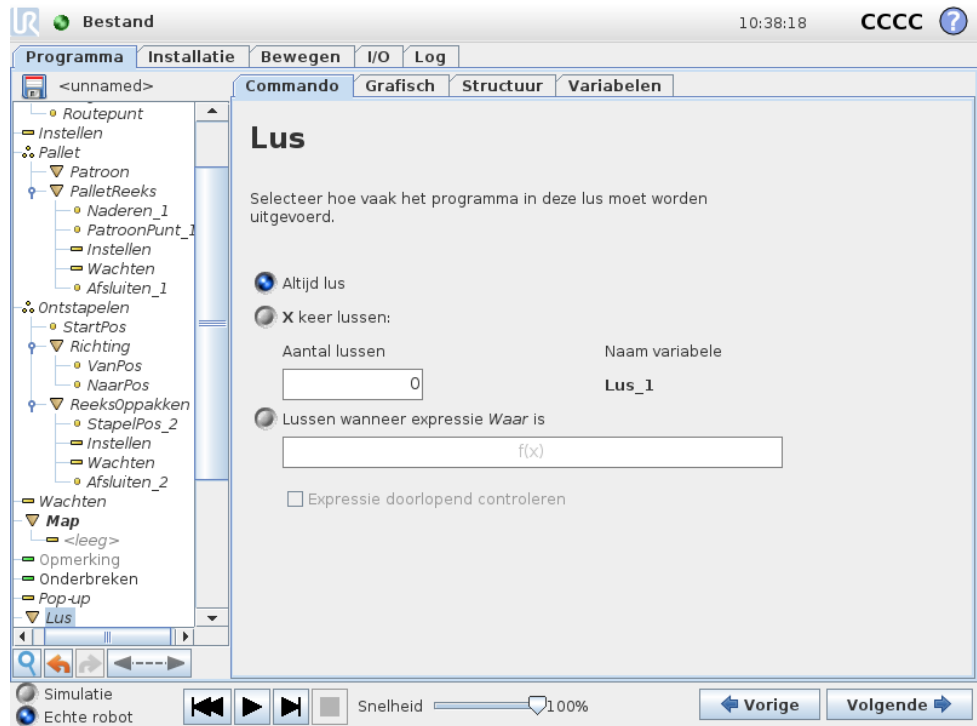 UR Bestand 10:38:18 CCCC ?
Programma Installatie Bewegen I/O Log
<unnamed>
Commando Grafisch Structuur Variabelen
Routepunt
Instellen
Pallet
Patroon
PalletReeks
Naderen_1
PatroonPunt_1
Instellen
Wachten
Afsluiten_1
Ontstapelen
StartPos
Richting
VanPos
NaarPos
ReeksOppakken
StapelPos_2
Instellen
Wachten
Afsluiten_2
Wachten
Map
<leeg>
Opmerking
Onderbreken
Pop-up
Lus
Lus
Selecteer hoe vaak het programma in deze lus moet worden
uitgevoerd.
Altijd lus
X keer lussen:
Aantal lussen Naam variabele
0 Lus_1
Lussen wanneer expressie Waar is
f(x)
Expressie doorlopend controleren
Simulatie
Echte robot
Snelheid 100%
Vorige Volgende